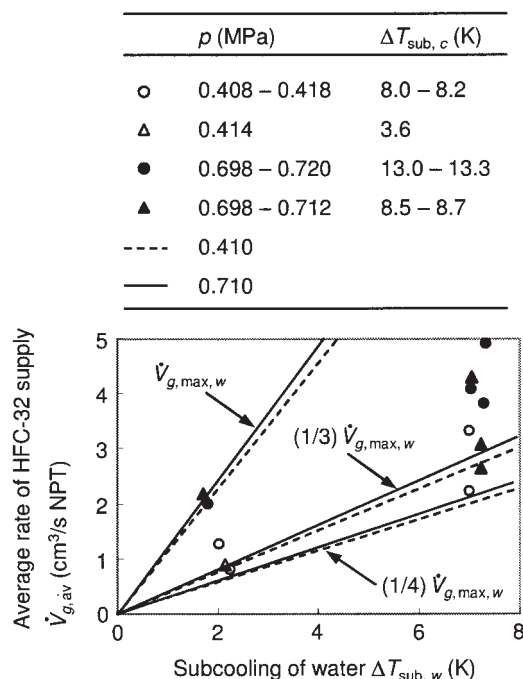 p (MPa) ΔT_sub, c (K)
0.408 – 0.418 8.0 – 8.2
0.414 3.6
0.698 – 0.720 13.0 – 13.3
0.698 – 0.712 8.5 – 8.7
0.410
0.710
Average rate of HFC-32 supply
V̇_g, av (cm³/s NPT)
5
4
3
2
1
0
V̇_g, max, w
(1/3) V̇_g, max, w
(1/4) V̇_g, max, w
0 2 4 6 8
Subcooling of water ΔT_sub, w (K)